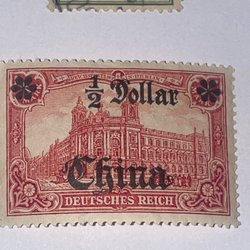 ½ Dollar
China
DEUTSCHES REICH